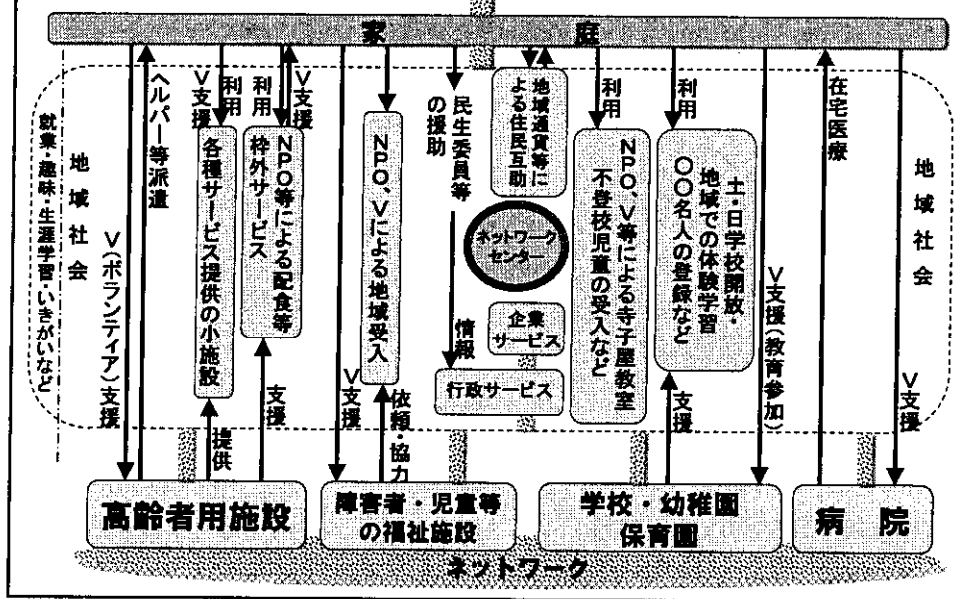 家庭
就業・趣味・生涯学習・いきがいなど
地域社会
V(ボランティア)支援
ヘルパー等派遣
V支援
利用
各種サービス提供の小施設
提供
利用
NPO等による配食等
枠外サービス
V支援
支援
V支援
NPO、Vによる地域受入
依頼・協力
民生委員等
の援助
情報
地域通貨等に
よる住民互助
ネットワーク
センター
企業
サービス
行政サービス
利用
NPO、V等による寺子屋教室
不登校児童の受入など
利用
土・日学校開放・
地域での体験学習
〇〇名人の登録など
支援
V支援(教育参加)
在宅医療
V支援
地域社会
高齢者用施設
障害者・児童等
の福祉施設
学校・幼稚園
保育園
病院
ネットワーク